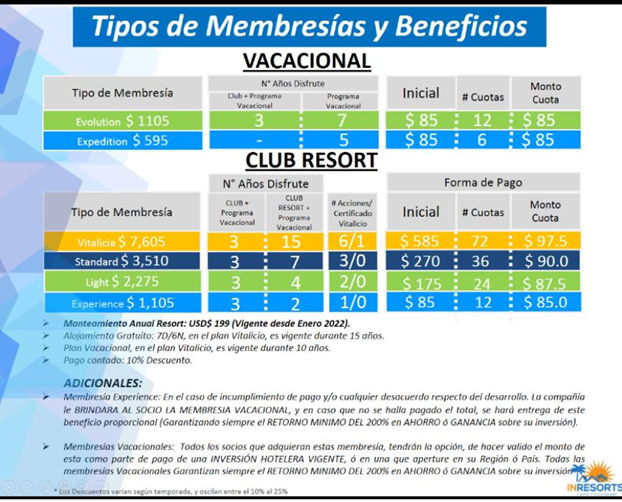 Tipos de Membresías y Beneficios
VACACIONAL
Tipo de Membresía N° Años Disfrute Inicial # Cuotas Monto Cuota
Club + Programa Vacacional Programa Vacacional
Evolution $ 1105 3 7 $ 85 12 $ 85
Expedition $ 595 - 5 $ 85 6 $ 85
CLUB RESORT
Tipo de Membresía N° Años Disfrute # Acciones/ Certificado Vitalicio Forma de Pago
CLUB + Programa Vacacional CLUB RESORT + Programa Vacacional Inicial # Cuotas Monto Cuota
Vitalicia $ 7,605 3 15 6/1 $ 585 72 $ 97.5
Standard $ 3,510 3 7 3/0 $ 270 36 $ 90.0
Light $ 2,275 3 4 2/0 $ 175 24 $ 87.5
Experience $ 1,105 3 2 1/0 $ 85 12 $ 85.0
Manteamiento Anual Resort: USD$ 199 (Vigente desde Enero 2022).
Alojamiento Gratuito: 7D/6N, en el plan Vitalicio, es vigente durante 15 años.
Plan Vacacional, en el plan Vitalicio, es vigente durante 10 años.
Pago contado: 10% Descuento.
ADICIONALES:
Membresía Experience: En el caso de incumplimiento de pago y/o cualquier desacuerdo respecto del desarrollo. La compañía
le BRINDARA AL SOCIO LA MEMBRESIA VACACIONAL, y en caso que no se halla pagado el total, se hará entrega de este
beneficio proporcional (Garantizando siempre el RETORNO MINIMO DEL 200% en AHORRO ó GANANCIA sobre su inversión).
Membresías Vacacionales: Todos los socios que adquieran estas membresía, tendrán la opción, de hacer valido el monto de
esta como parte de pago de una INVERSIÓN HOTELERA VIGENTE, ó en una que aperture en su Región ó País. Todas las
membresías Vacacionales Garantizan siempre el RETORNO MINIMO DEL 200% en AHORRO ó GANANCIA sobre su inversión
* Los Descuentos varían según temporada, y oscilan entre el 10% al 25%
INRESORTS